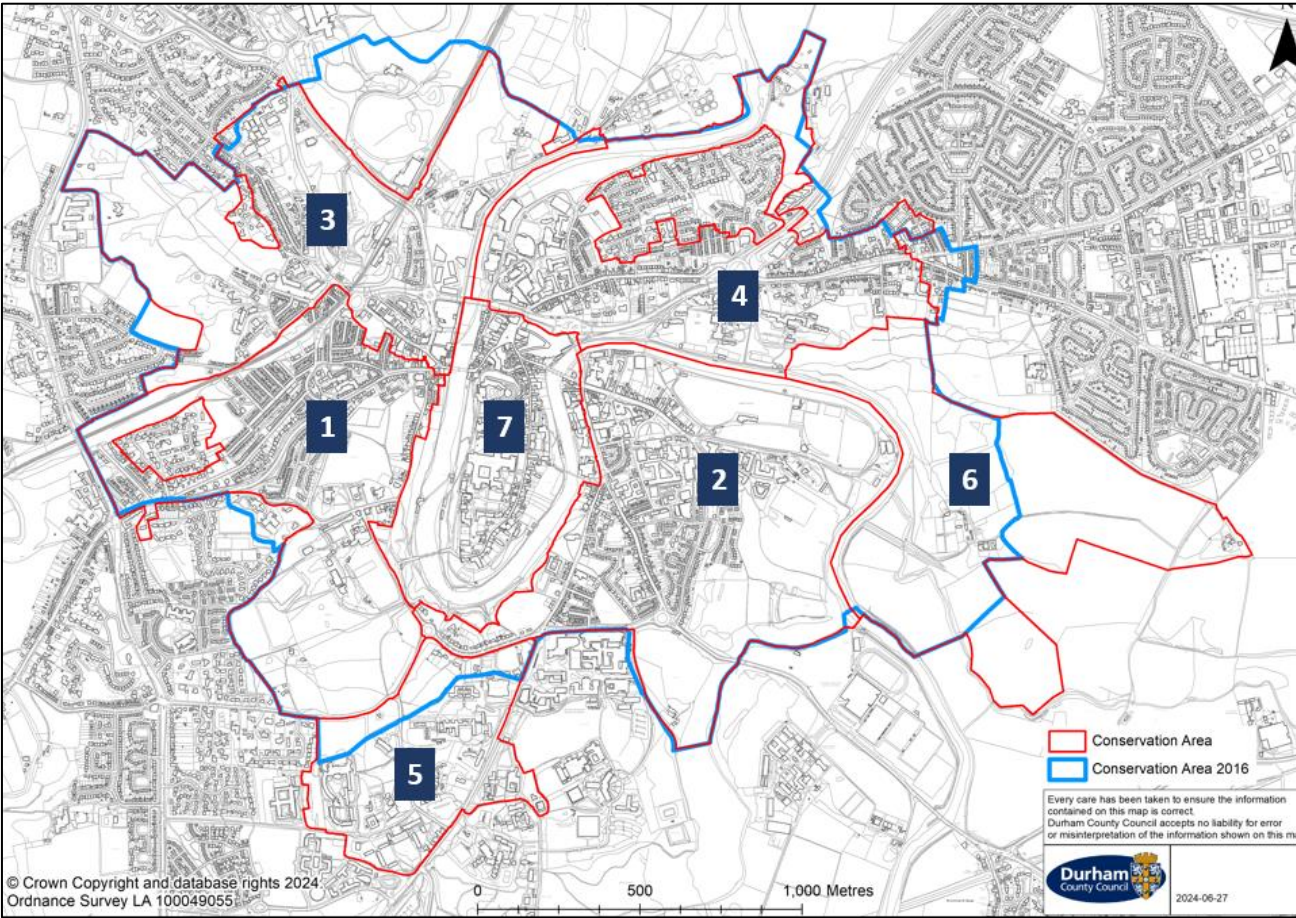 N
3
4
1
7
2
6
5
Conservation Area
Conservation Area 2016
Every care has been taken to ensure the information
contained on this map is correct.
Durham County Council accepts no liability for error
or misinterpretation of the information shown on this ma
Durham
County Council
2024-06-27
© Crown Copyright and database rights 2024.
Ordnance Survey LA 100049055
0 500 1,000 Metres